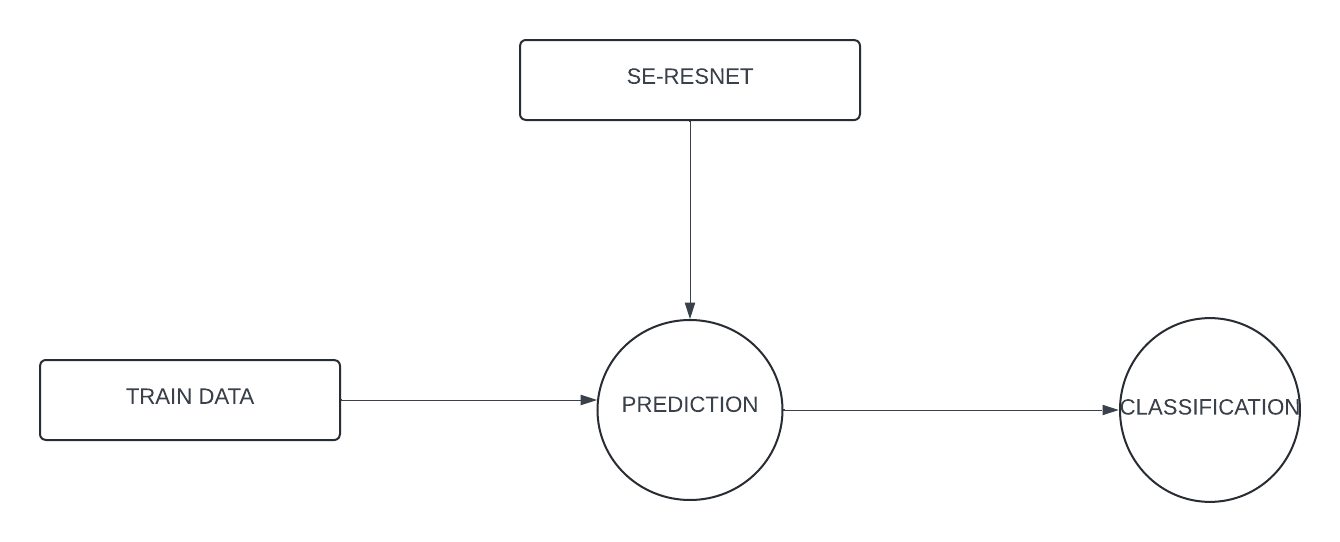 SE-RESNET
TRAIN DATA
PREDICTION
CLASSIFICATION